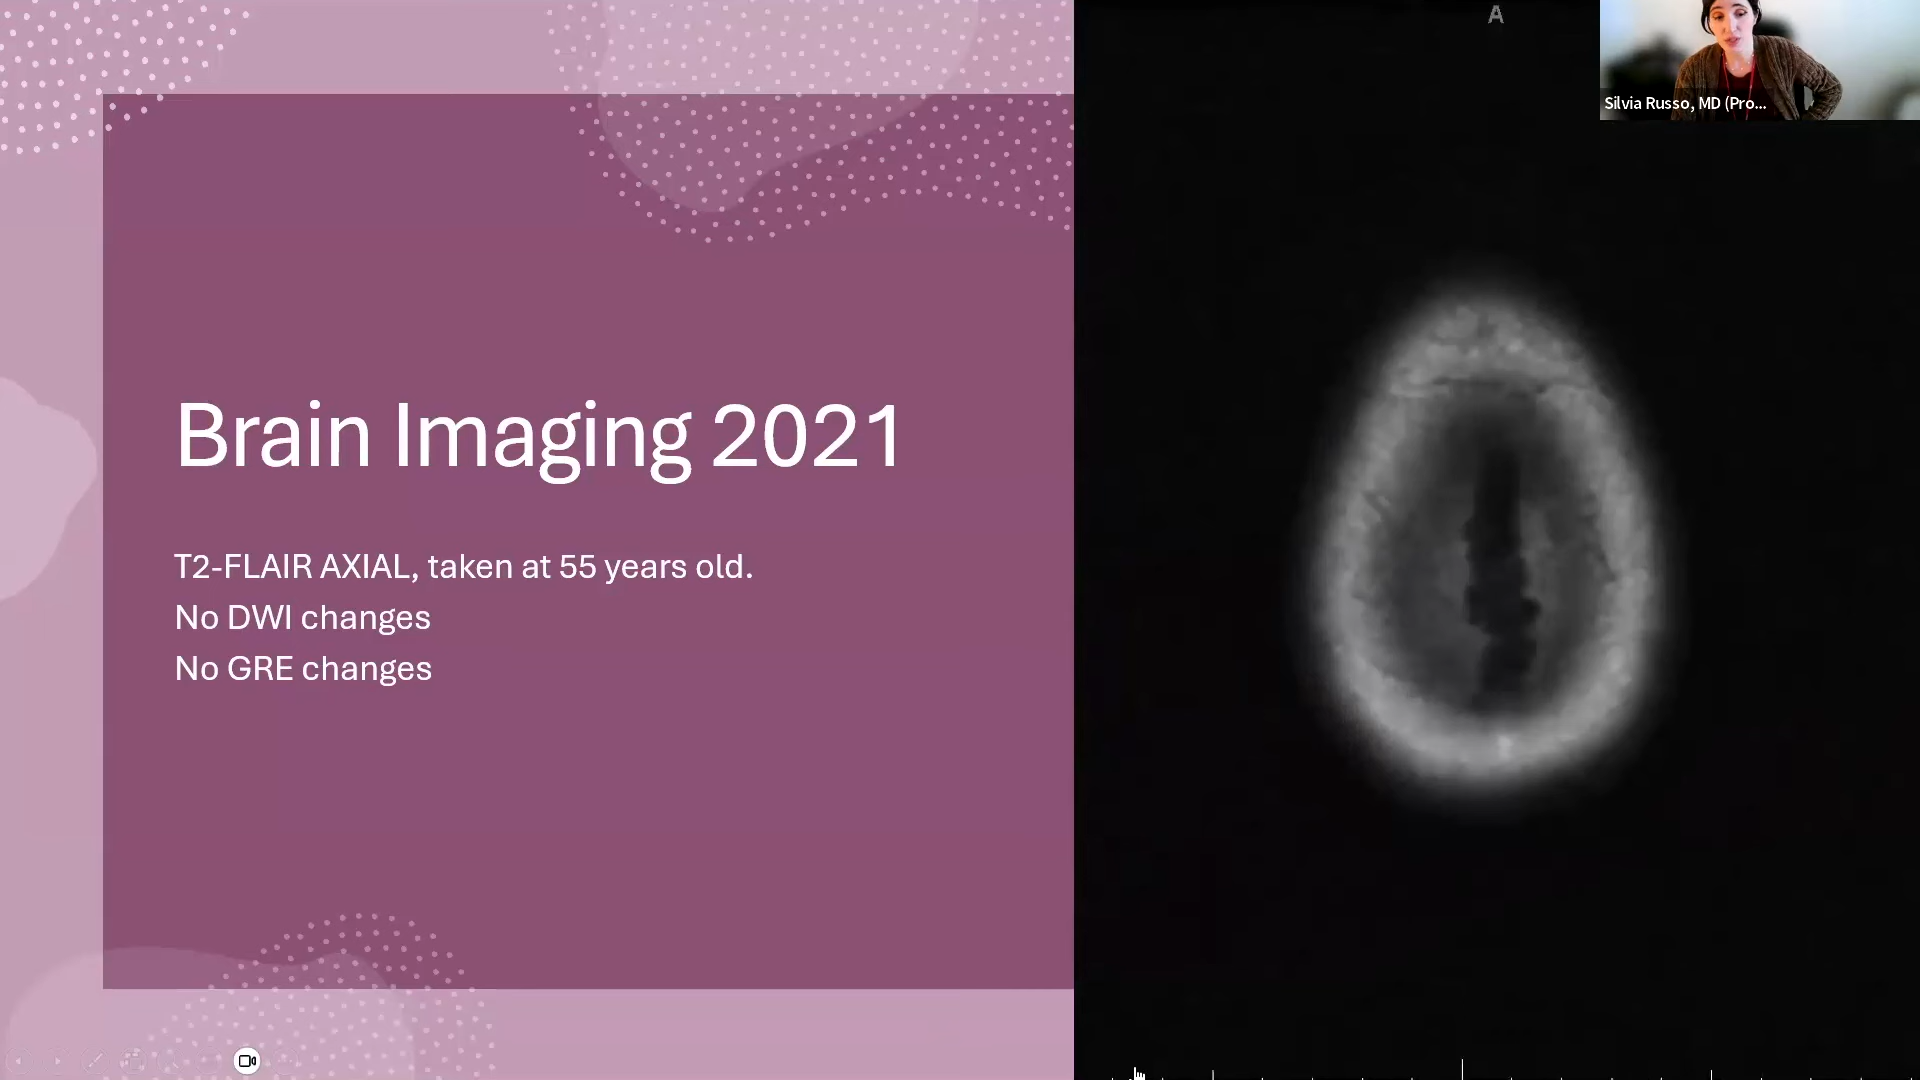 A
Silvia Russo, MD (Pro...
Brain Imaging 2021
T2-FLAIR AXIAL, taken at 55 years old.
No DWI changes
No GRE changes